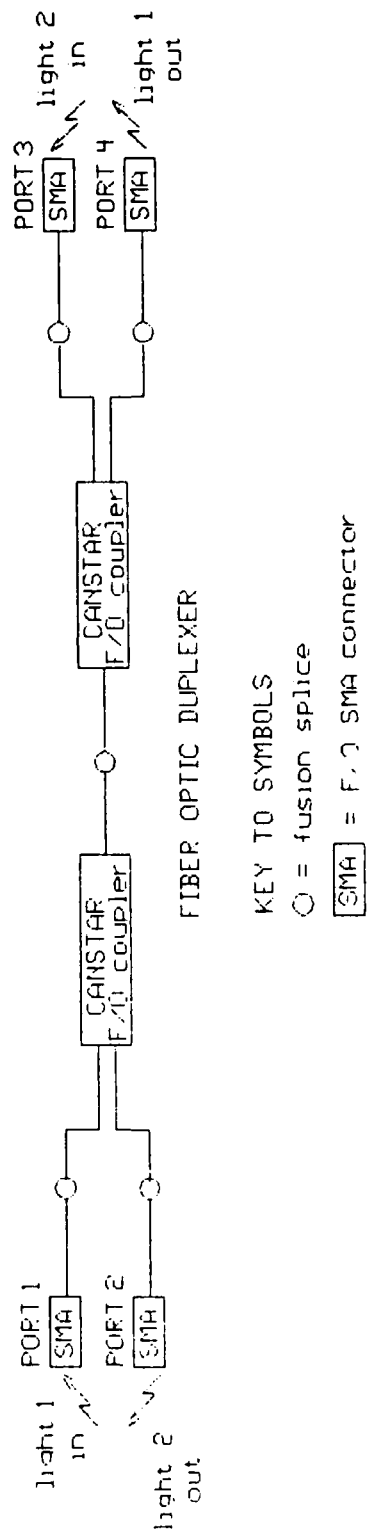 light 1
in
PORT 1
SMA
PORT 2
SMA
light 2
out
CANSTAR
F/O coupler
CANSTAR
F/O coupler
PORT 3
SMA
PORT 4
SMA
light 2
in
light 1
out
FIBER OPTIC DUPLEXER
KEY TO SYMBOLS
= fusion splice
SMA = F/O SMA connector